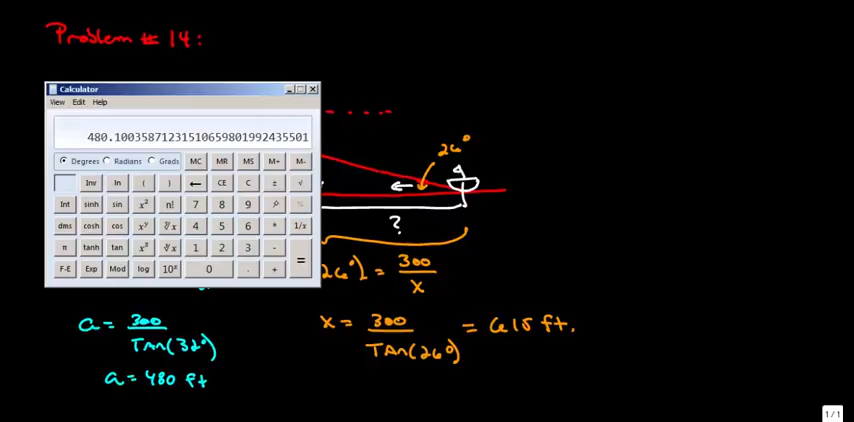 Problem # 14:
Calculator
View Edit Help
480.10035871231510659801992435501
Degrees Radians Grads MC MR MS M+ M-
Inv ln ( ) ← CE C ± √
Int sinh sin x² n! 7 8 9 / %
dms cosh cos xʸ ʸ√x 4 5 6 * 1/x
π tanh tan x³ ³√x 1 2 3 - =
F-E Exp Mod log 10ˣ 0 . +
26°
?
26°) = 300/x
a = 300/TAN(32°)
x = 300/TAN(26°) = 615 ft.
a = 480 ft
1 / 1